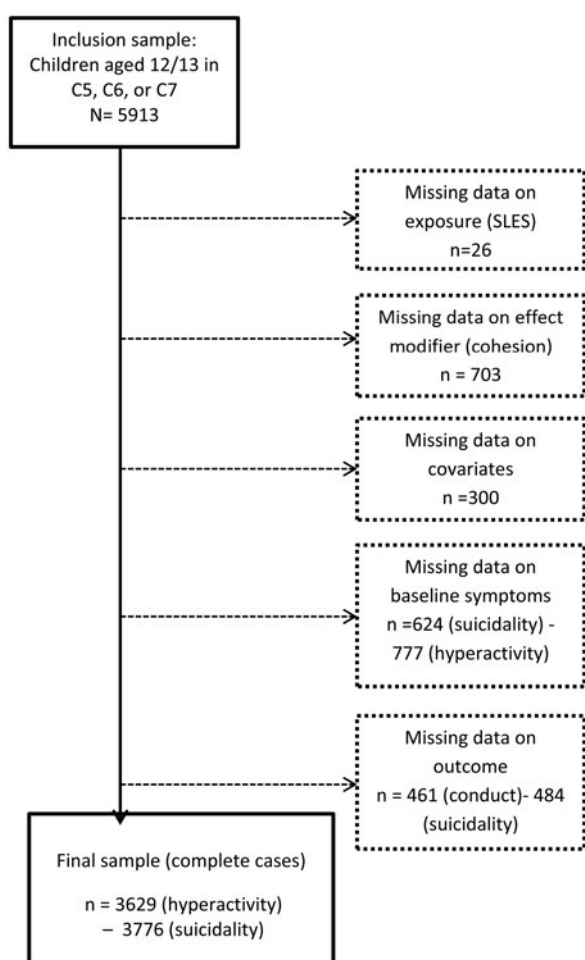 Inclusion sample:
Children aged 12/13 in
C5, C6, or C7
N= 5913
Missing data on
exposure (SLES)
n=26
Missing data on effect
modifier (cohesion)
n = 703
Missing data on
covariates
n =300
Missing data on
baseline symptoms
n =624 (suicidality) -
777 (hyperactivity)
Missing data on
outcome
n = 461 (conduct)- 484
(suicidality)
Final sample (complete cases)
n = 3629 (hyperactivity)
– 3776 (suicidality)